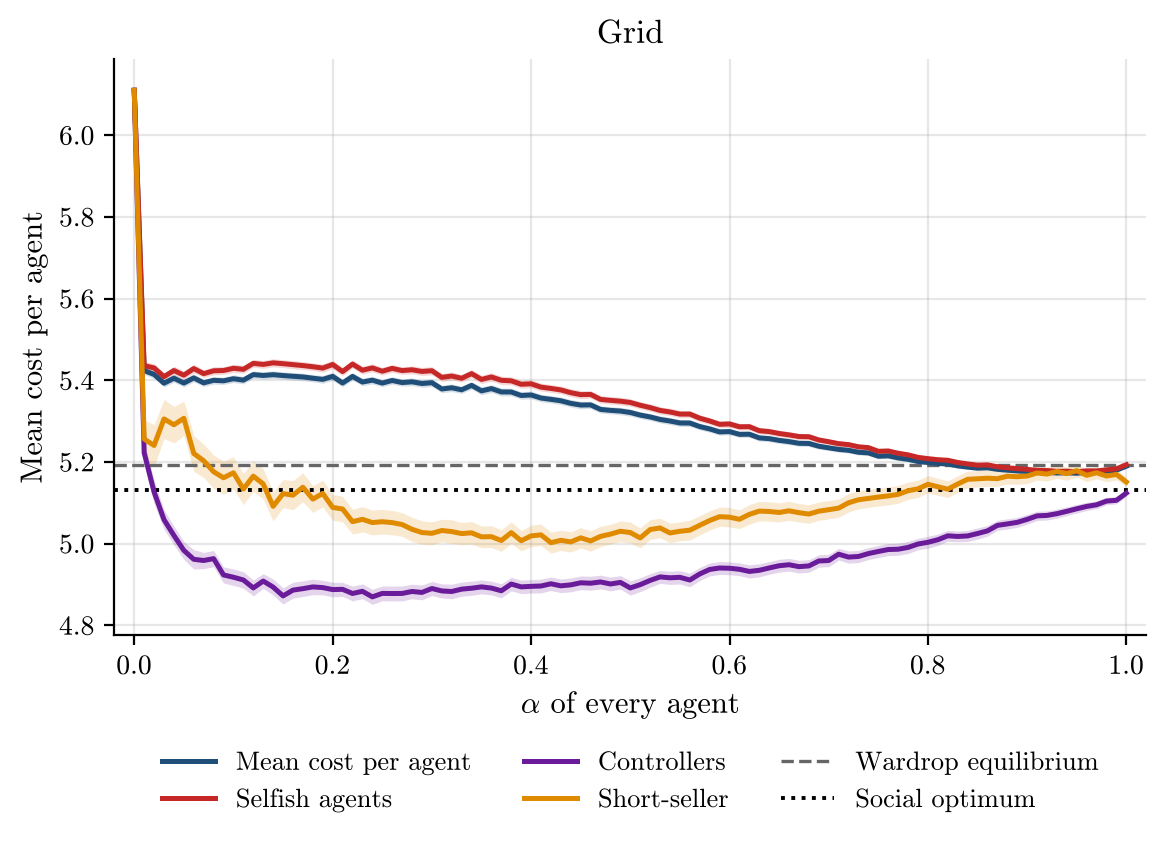 Grid
Mean cost per agent
6.0
5.8
5.6
5.4
5.2
5.0
4.8
0.0 0.2 0.4 0.6 0.8 1.0
α of every agent
Mean cost per agent Controllers Wardrop equilibrium
Selfish agents Short-seller Social optimum